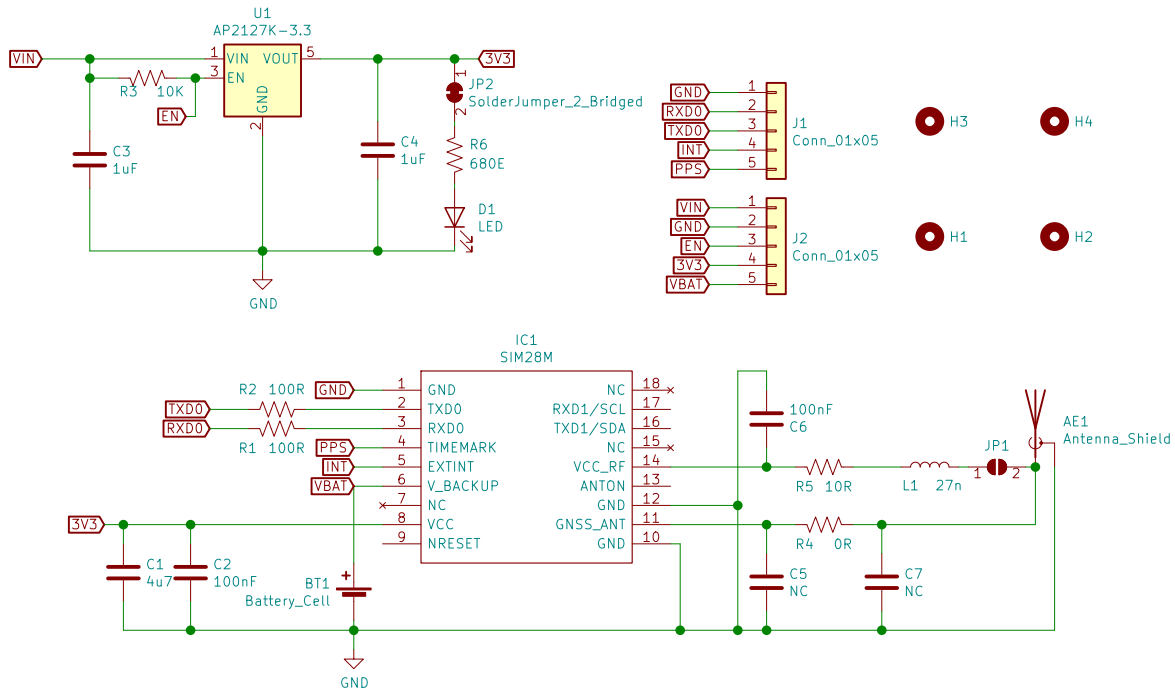 U1
AP2127K-3.3
VIN
1
VIN
VOUT
5
3V3
3
EN
R3
10K
EN
GND
2
C3
1uF
C4
1uF
1
JP2
SolderJumper_2_Bridged
2
R6
680E
D1
LED
GND
GND
1
RXD0
2
TXD0
3
INT
4
PPS
5
J1
Conn_01x05
VIN
1
GND
2
EN
3
3V3
4
VBAT
5
J2
Conn_01x05
H3
H4
H1
H2
IC1
SIM28M
R2 100R
GND
1
GND
TXD0
2
TXD0
RXD0
3
RXD0
R1 100R
PPS
4
TIMEMARK
INT
5
EXTINT
VBAT
6
V_BACKUP
7
NC
3V3
8
VCC
9
NRESET
NC
18
RXD1/SCL
17
TXD1/SDA
16
NC
15
VCC_RF
14
ANTON
13
GND
12
GNSS_ANT
11
GND
10
C1
4u7
C2
100nF
BT1
+
Battery_Cell
GND
100nF
C6
R5 10R
L1 27n
JP1
1
2
AE1
Antenna_Shield
R4 0R
C5
NC
C7
NC